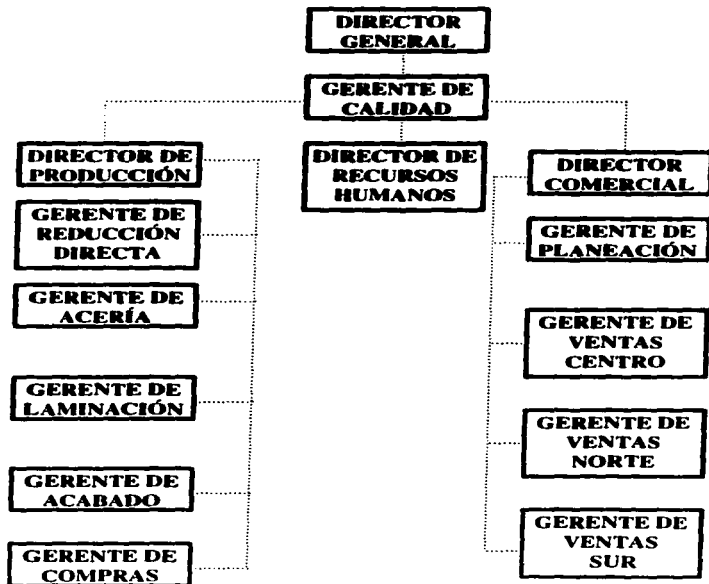 DIRECTOR
GENERAL
GERENTE DE
CALIDAD
DIRECTOR DE
PRODUCCIÓN
GERENTE DE
REDUCCIÓN
DIRECTA
GERENTE DE
ACERÍA
GERENTE DE
LAMINACIÓN
GERENTE DE
ACABADO
GERENTE DE
COMPRAS
DIRECTOR DE
RECURSOS
HUMANOS
DIRECTOR
COMERCIAL
GERENTE DE
PLANEACIÓN
GERENTE DE
VENTAS
CENTRO
GERENTE DE
VENTAS
NORTE
GERENTE DE
VENTAS
SUR